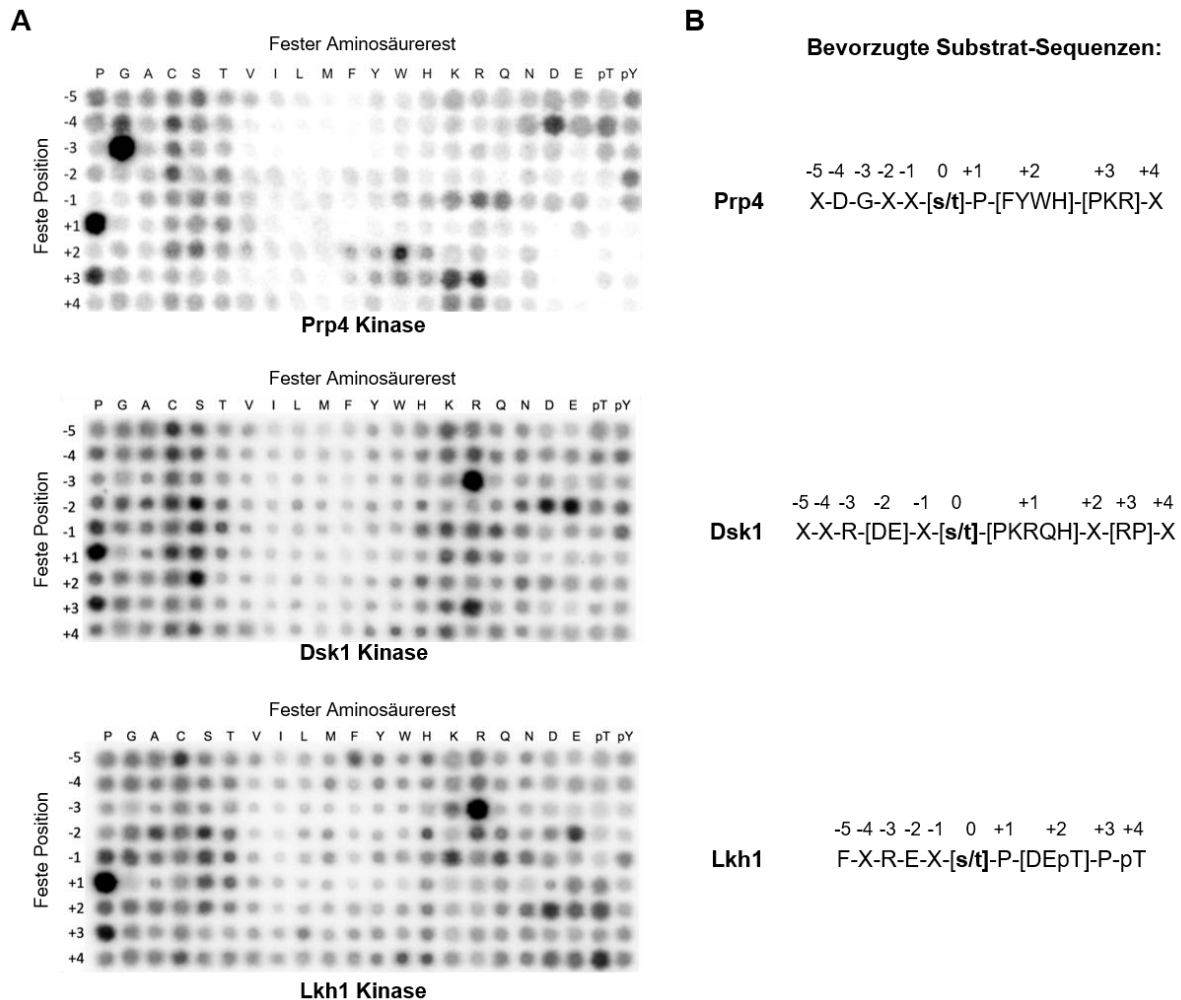 A
Fester Aminosäurerest
P G A C S T V I L M F Y W H K R Q N D E pT pY
Feste Position
-5
-4
-3
-2
-1
+1
+2
+3
+4
Prp4 Kinase
Fester Aminosäurerest
P G A C S T V I L M F Y W H K R Q N D E pT pY
Feste Position
-5
-4
-3
-2
-1
+1
+2
+3
+4
Dsk1 Kinase
Fester Aminosäurerest
P G A C S T V I L M F Y W H K R Q N D E pT pY
Feste Position
-5
-4
-3
-2
-1
+1
+2
+3
+4
Lkh1 Kinase
B
Bevorzugte Substrat-Sequenzen:
-5 -4 -3 -2 -1 0 +1 +2 +3 +4
Prp4 X-D-G-X-X-[s/t]-P-[FYWH]-[PKR]-X
-5 -4 -3 -2 -1 0 +1 +2 +3 +4
Dsk1 X-X-R-[DE]-X-[s/t]-[PKRQH]-X-[RP]-X
-5 -4 -3 -2 -1 0 +1 +2 +3 +4
Lkh1 F-X-R-E-X-[s/t]-P-[DEpT]-P-pT